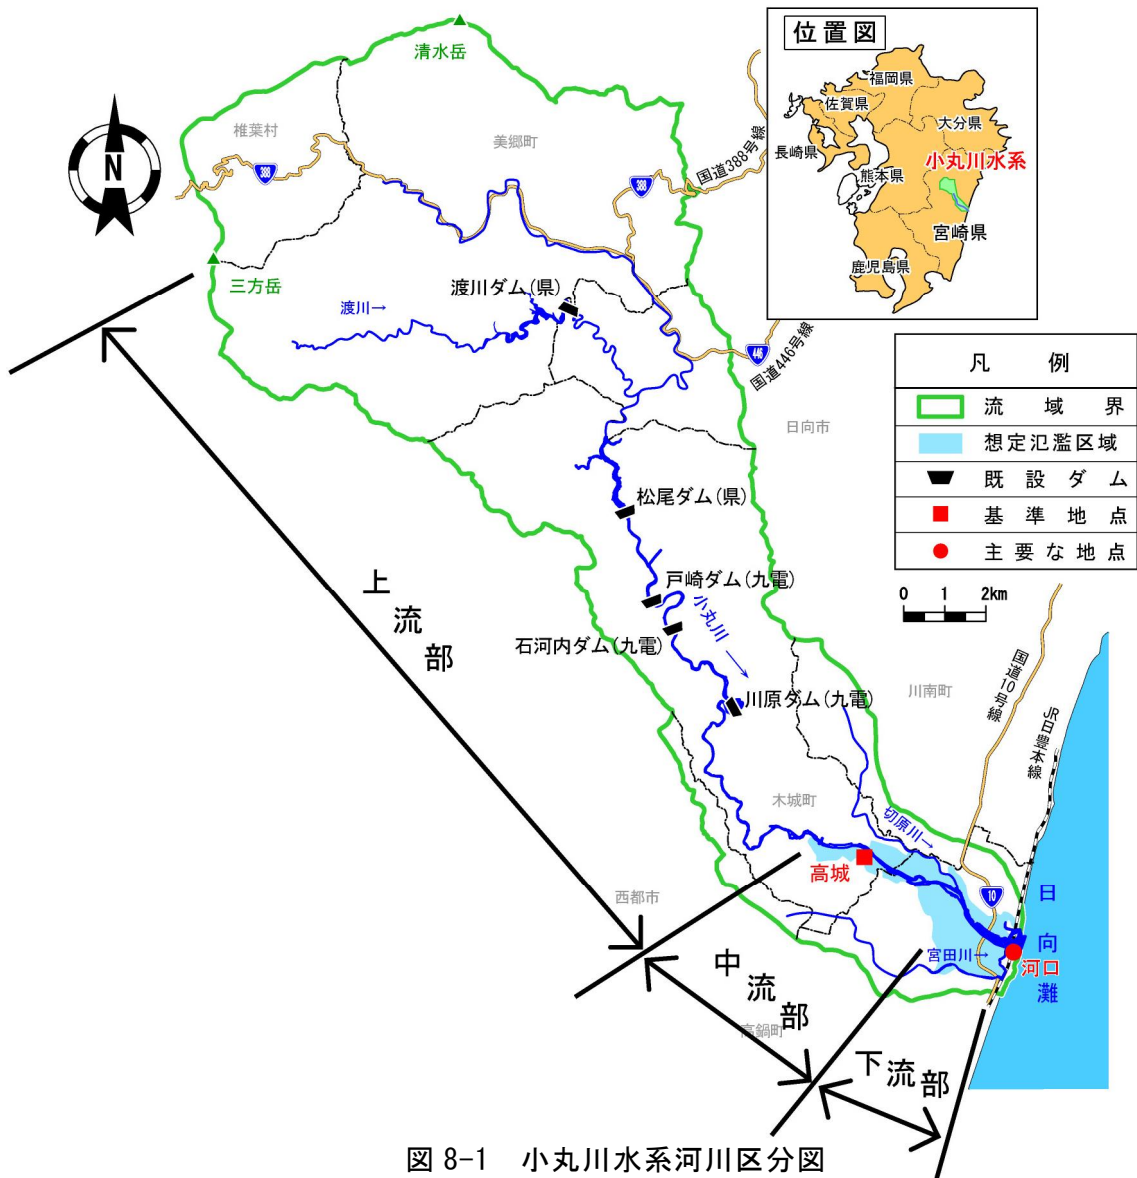 位置図
福岡県
佐賀県
大分県
長崎県
熊本県
小丸川水系
宮崎県
鹿児島県
清水岳
椎葉村
美郷町
388
388
国道388号線
N
三方岳
渡川ダム(県)
渡川→
446
国道446号線
日向市
凡例
流域界
想定氾濫区域
既設ダム
基準地点
主要な地点
0 1 2km
松尾ダム(県)
戸崎ダム(九電)
小丸川→
石河内ダム(九電)
川原ダム(九電)
川南町
国道10号線
JR日豊本線
上流部
木城町
切原川→
高城
西都市
10
日向灘
宮田川→
河口
中流部
高鍋町
下流部
図 8-1 小丸川水系河川区分図